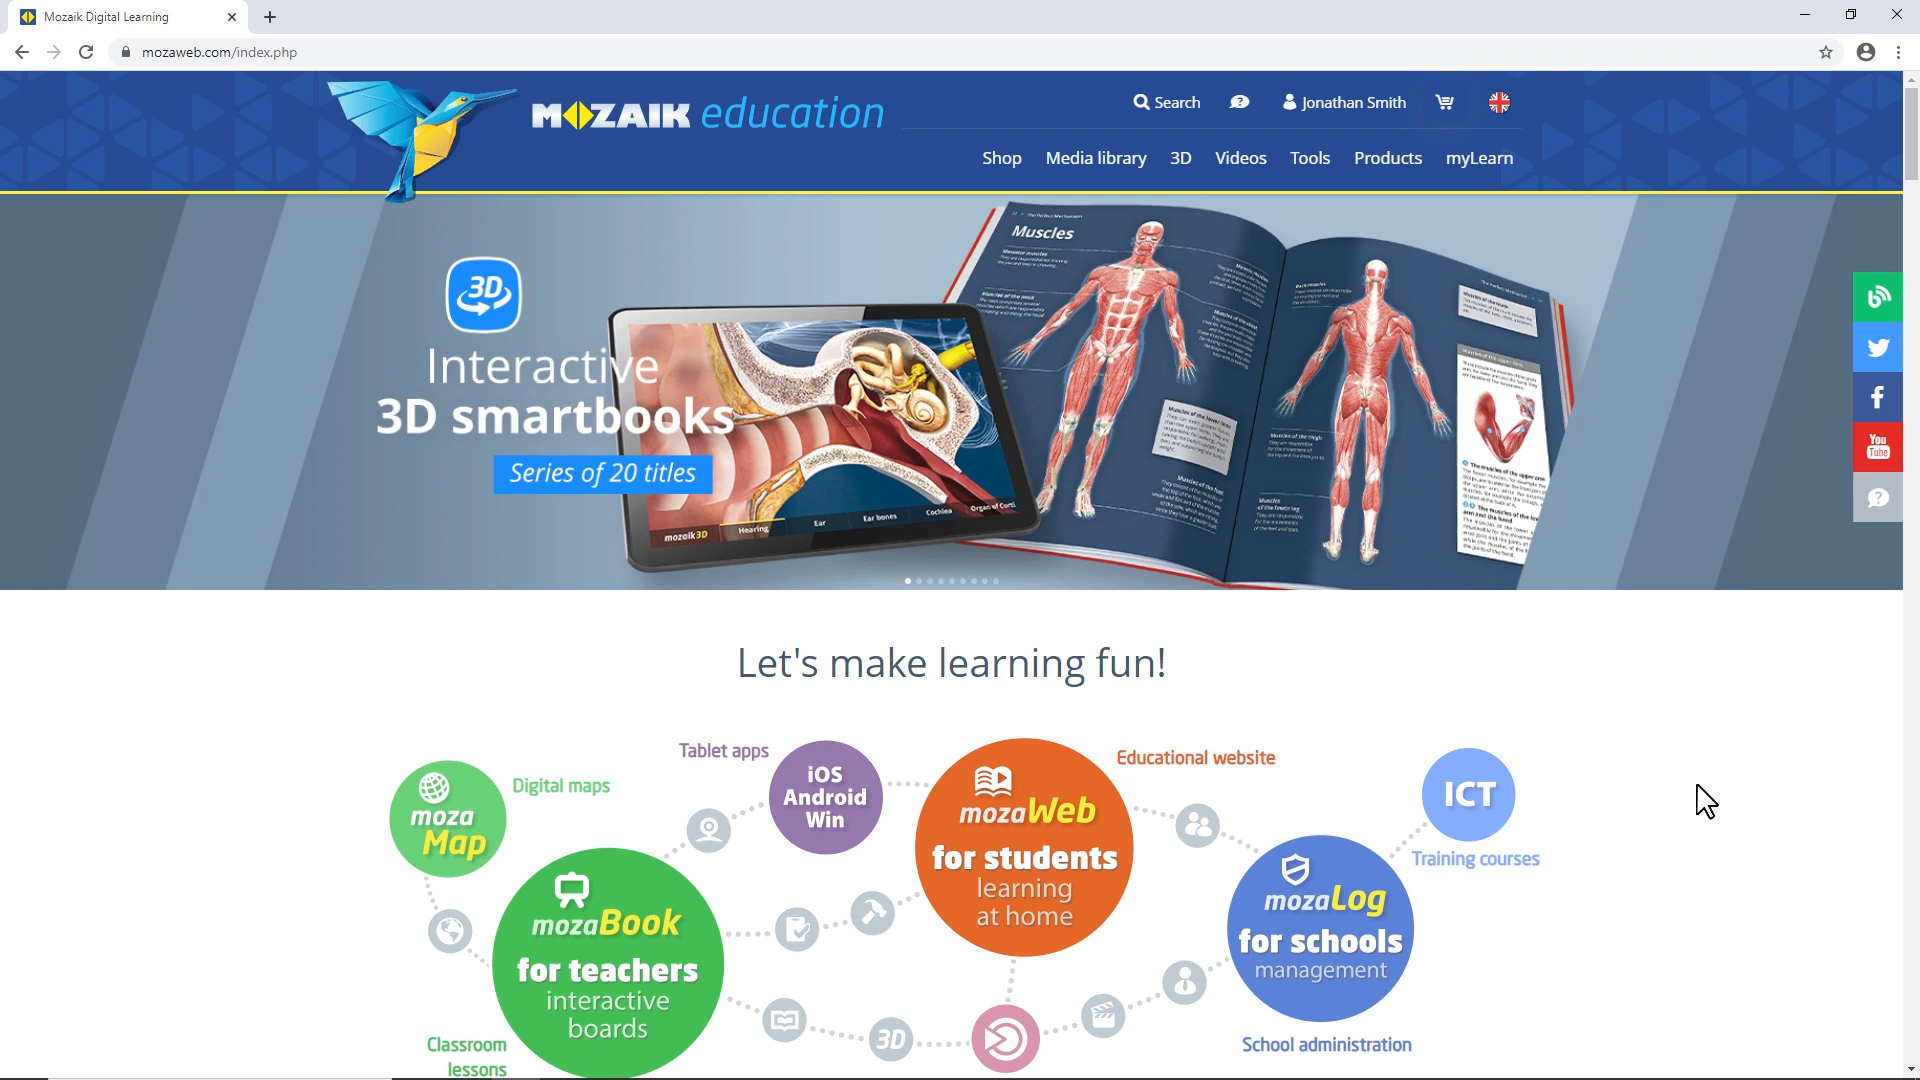 Mozaik Digital Learning
mozaweb.com/index.php
MOZAIK education
Search
Jonathan Smith
Shop Media library 3D Videos Tools Products myLearn
3D
Interactive
3D smartbooks
Series of 20 titles
mozaik3D Hearing Ear Ear bones Cochlea Organ of Corti
Muscles
You
Tube
Let's make learning fun!
moza
Map
Digital maps
Tablet apps
iOS
Android
Win
mozaWeb
for students
learning
at home
Educational website
ICT
Training courses
mozaBook
for teachers
interactive
boards
mozaLog
for schools
management
Classroom
lessons
3D
School administration